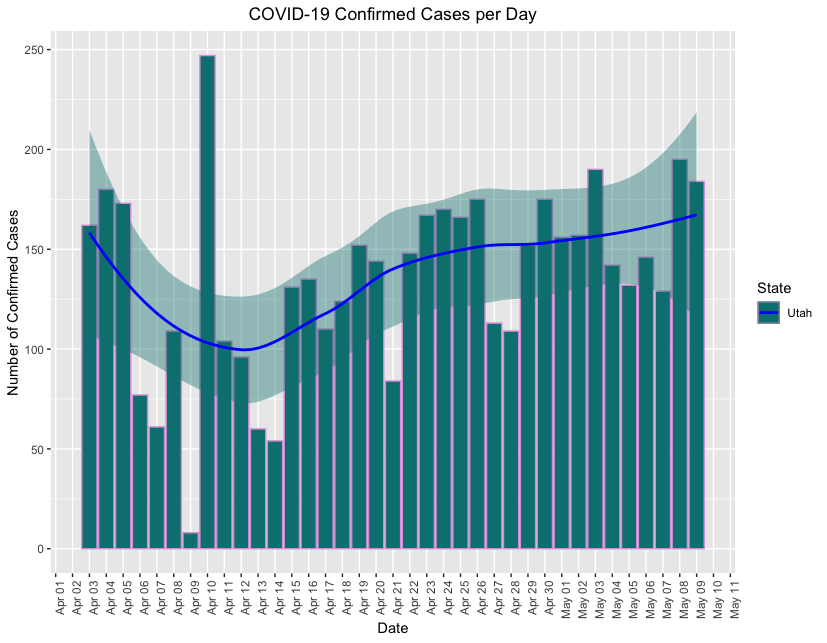 COVID-19 Confirmed Cases per Day
250
200
150
100
50
0
Number of Confirmed Cases
Apr 01
Apr 02
Apr 03
Apr 04
Apr 05
Apr 06
Apr 07
Apr 08
Apr 09
Apr 10
Apr 11
Apr 12
Apr 13
Apr 14
Apr 15
Apr 16
Apr 17
Apr 18
Apr 19
Apr 20
Apr 21
Apr 22
Apr 23
Apr 24
Apr 25
Apr 26
Apr 27
Apr 28
Apr 29
Apr 30
May 01
May 02
May 03
May 04
May 05
May 06
May 07
May 08
May 09
May 10
May 11
Date
State
Utah